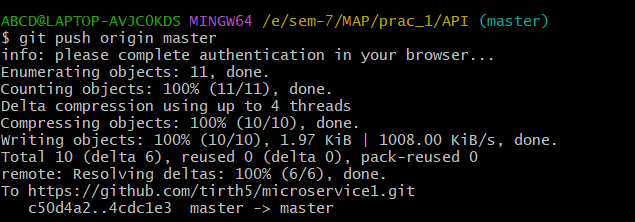 ABCD@LAPTOP-AVJC0KDS MINGW64 /e/sem-7/MAP/prac_1/API (master)
$ git push origin master
info: please complete authentication in your browser...
Enumerating objects: 11, done.
Counting objects: 100% (11/11), done.
Delta compression using up to 4 threads
Compressing objects: 100% (10/10), done.
Writing objects: 100% (10/10), 1.97 KiB | 1008.00 KiB/s, done.
Total 10 (delta 6), reused 0 (delta 0), pack-reused 0
remote: Resolving deltas: 100% (6/6), done.
To https://github.com/tirth5/microservice1.git
   c50d4a2..4cdc1e3  master -> master